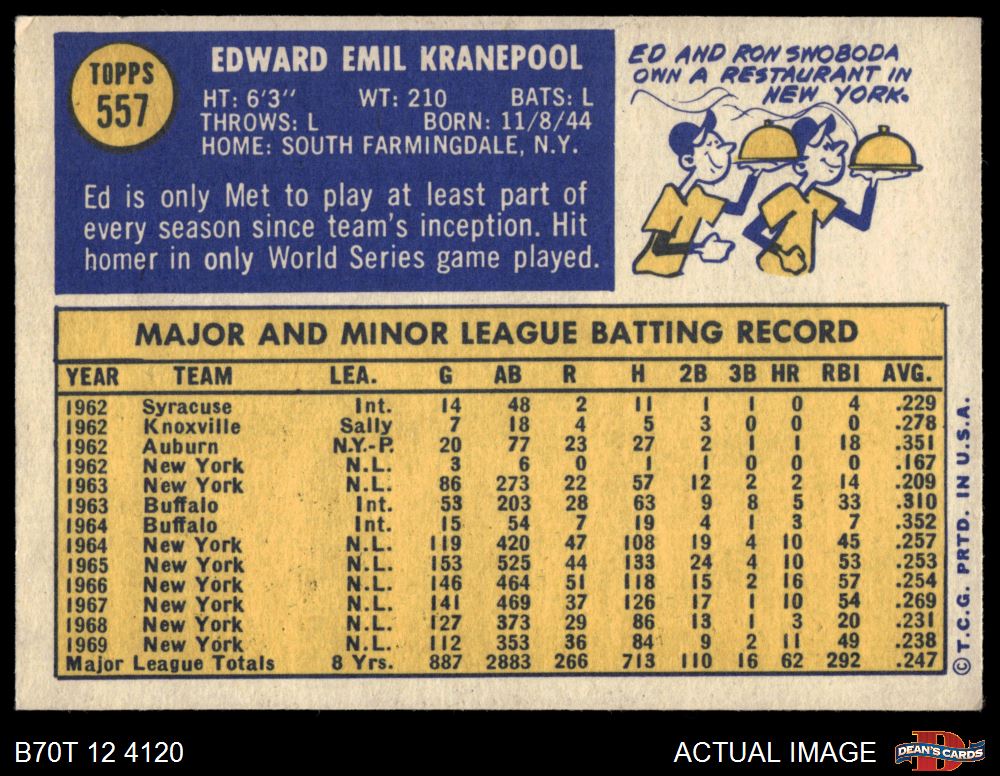 TOPPS
557
EDWARD EMIL KRANEPOOL
HT: 6'3" WT: 210 BATS: L
THROWS: L BORN: 11/8/44
HOME: SOUTH FARMINGDALE, N.Y.
Ed is only Met to play at least part of
every season since team's inception. Hit
homer in only World Series game played.
ED AND RON SWOBODA
OWN A RESTAURANT IN
NEW YORK.
MAJOR AND MINOR LEAGUE BATTING RECORD
YEAR TEAM LEA. G AB R H 2B 3B HR RBI AVG.
1962 Syracuse Int. 14 48 2 11 1 1 0 4 .229
1962 Knoxville Sally 7 18 4 5 3 0 0 0 .278
1962 Auburn N.Y.-P. 20 77 23 27 2 1 1 18 .351
1962 New York N.L. 3 6 0 1 1 0 0 0 .167
1963 New York N.L. 86 273 22 57 12 2 2 14 .209
1963 Buffalo Int. 53 203 28 63 9 8 5 33 .310
1964 Buffalo Int. 15 54 7 19 4 1 3 7 .352
1964 New York N.L. 119 420 47 108 19 4 10 45 .257
1965 New York N.L. 153 525 44 133 24 4 10 53 .253
1966 New York N.L. 146 464 51 118 15 2 16 57 .254
1967 New York N.L. 141 469 37 126 17 1 10 54 .269
1968 New York N.L. 127 373 29 86 13 1 3 20 .231
1969 New York N.L. 112 353 36 84 9 2 11 49 .238
Major League Totals 8 Yrs. 887 2883 266 713 110 16 62 292 .247
© T.C.G. PRTD. IN U.S.A.
B70T 12 4120
ACTUAL IMAGE
D
DEAN'S CARDS